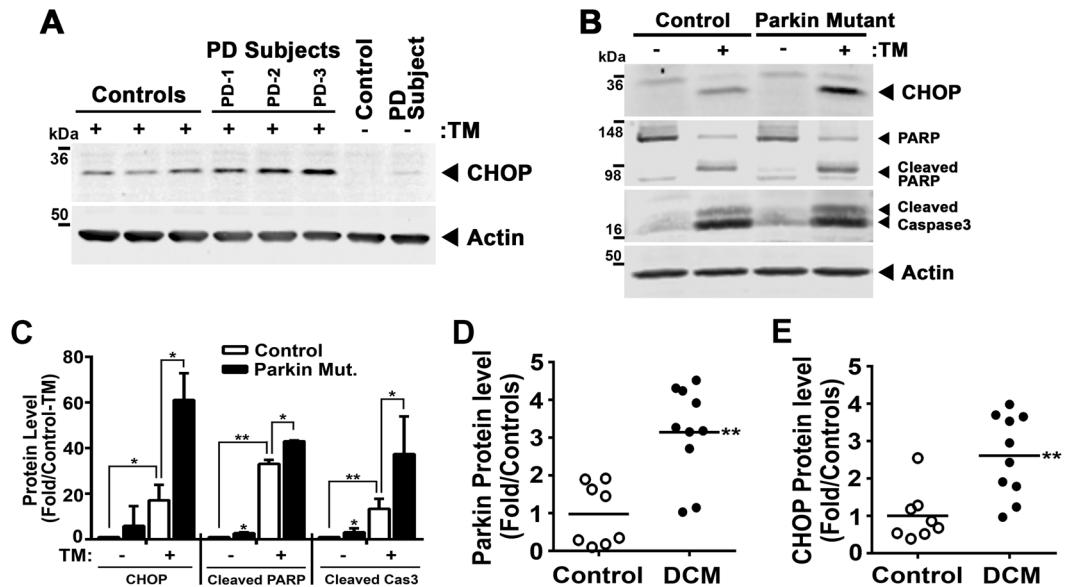 A
PD Subjects
Controls
PD-1
PD-2
PD-3
Control
PD
Subject
kDa
+ + + + + + - - :TM
36
CHOP
50
Actin
B
Control Parkin Mutant
- + - + :TM
kDa
36
CHOP
148
PARP
98
Cleaved
PARP
Cleaved
Caspase3
16
50
Actin
C
Protein Level
(Fold/Control-TM)
80
60
40
20
0
Control
Parkin Mut.
*
*
**
*
*
**
*
*
TM: - + - + - +
CHOP Cleaved PARP Cleaved Cas3
D
Parkin Protein level
(Fold/Controls)
5
4
3
2
1
0
**
Control DCM
E
CHOP Protein level
(Fold/Controls)
5
4
3
2
1
0
**
Control DCM